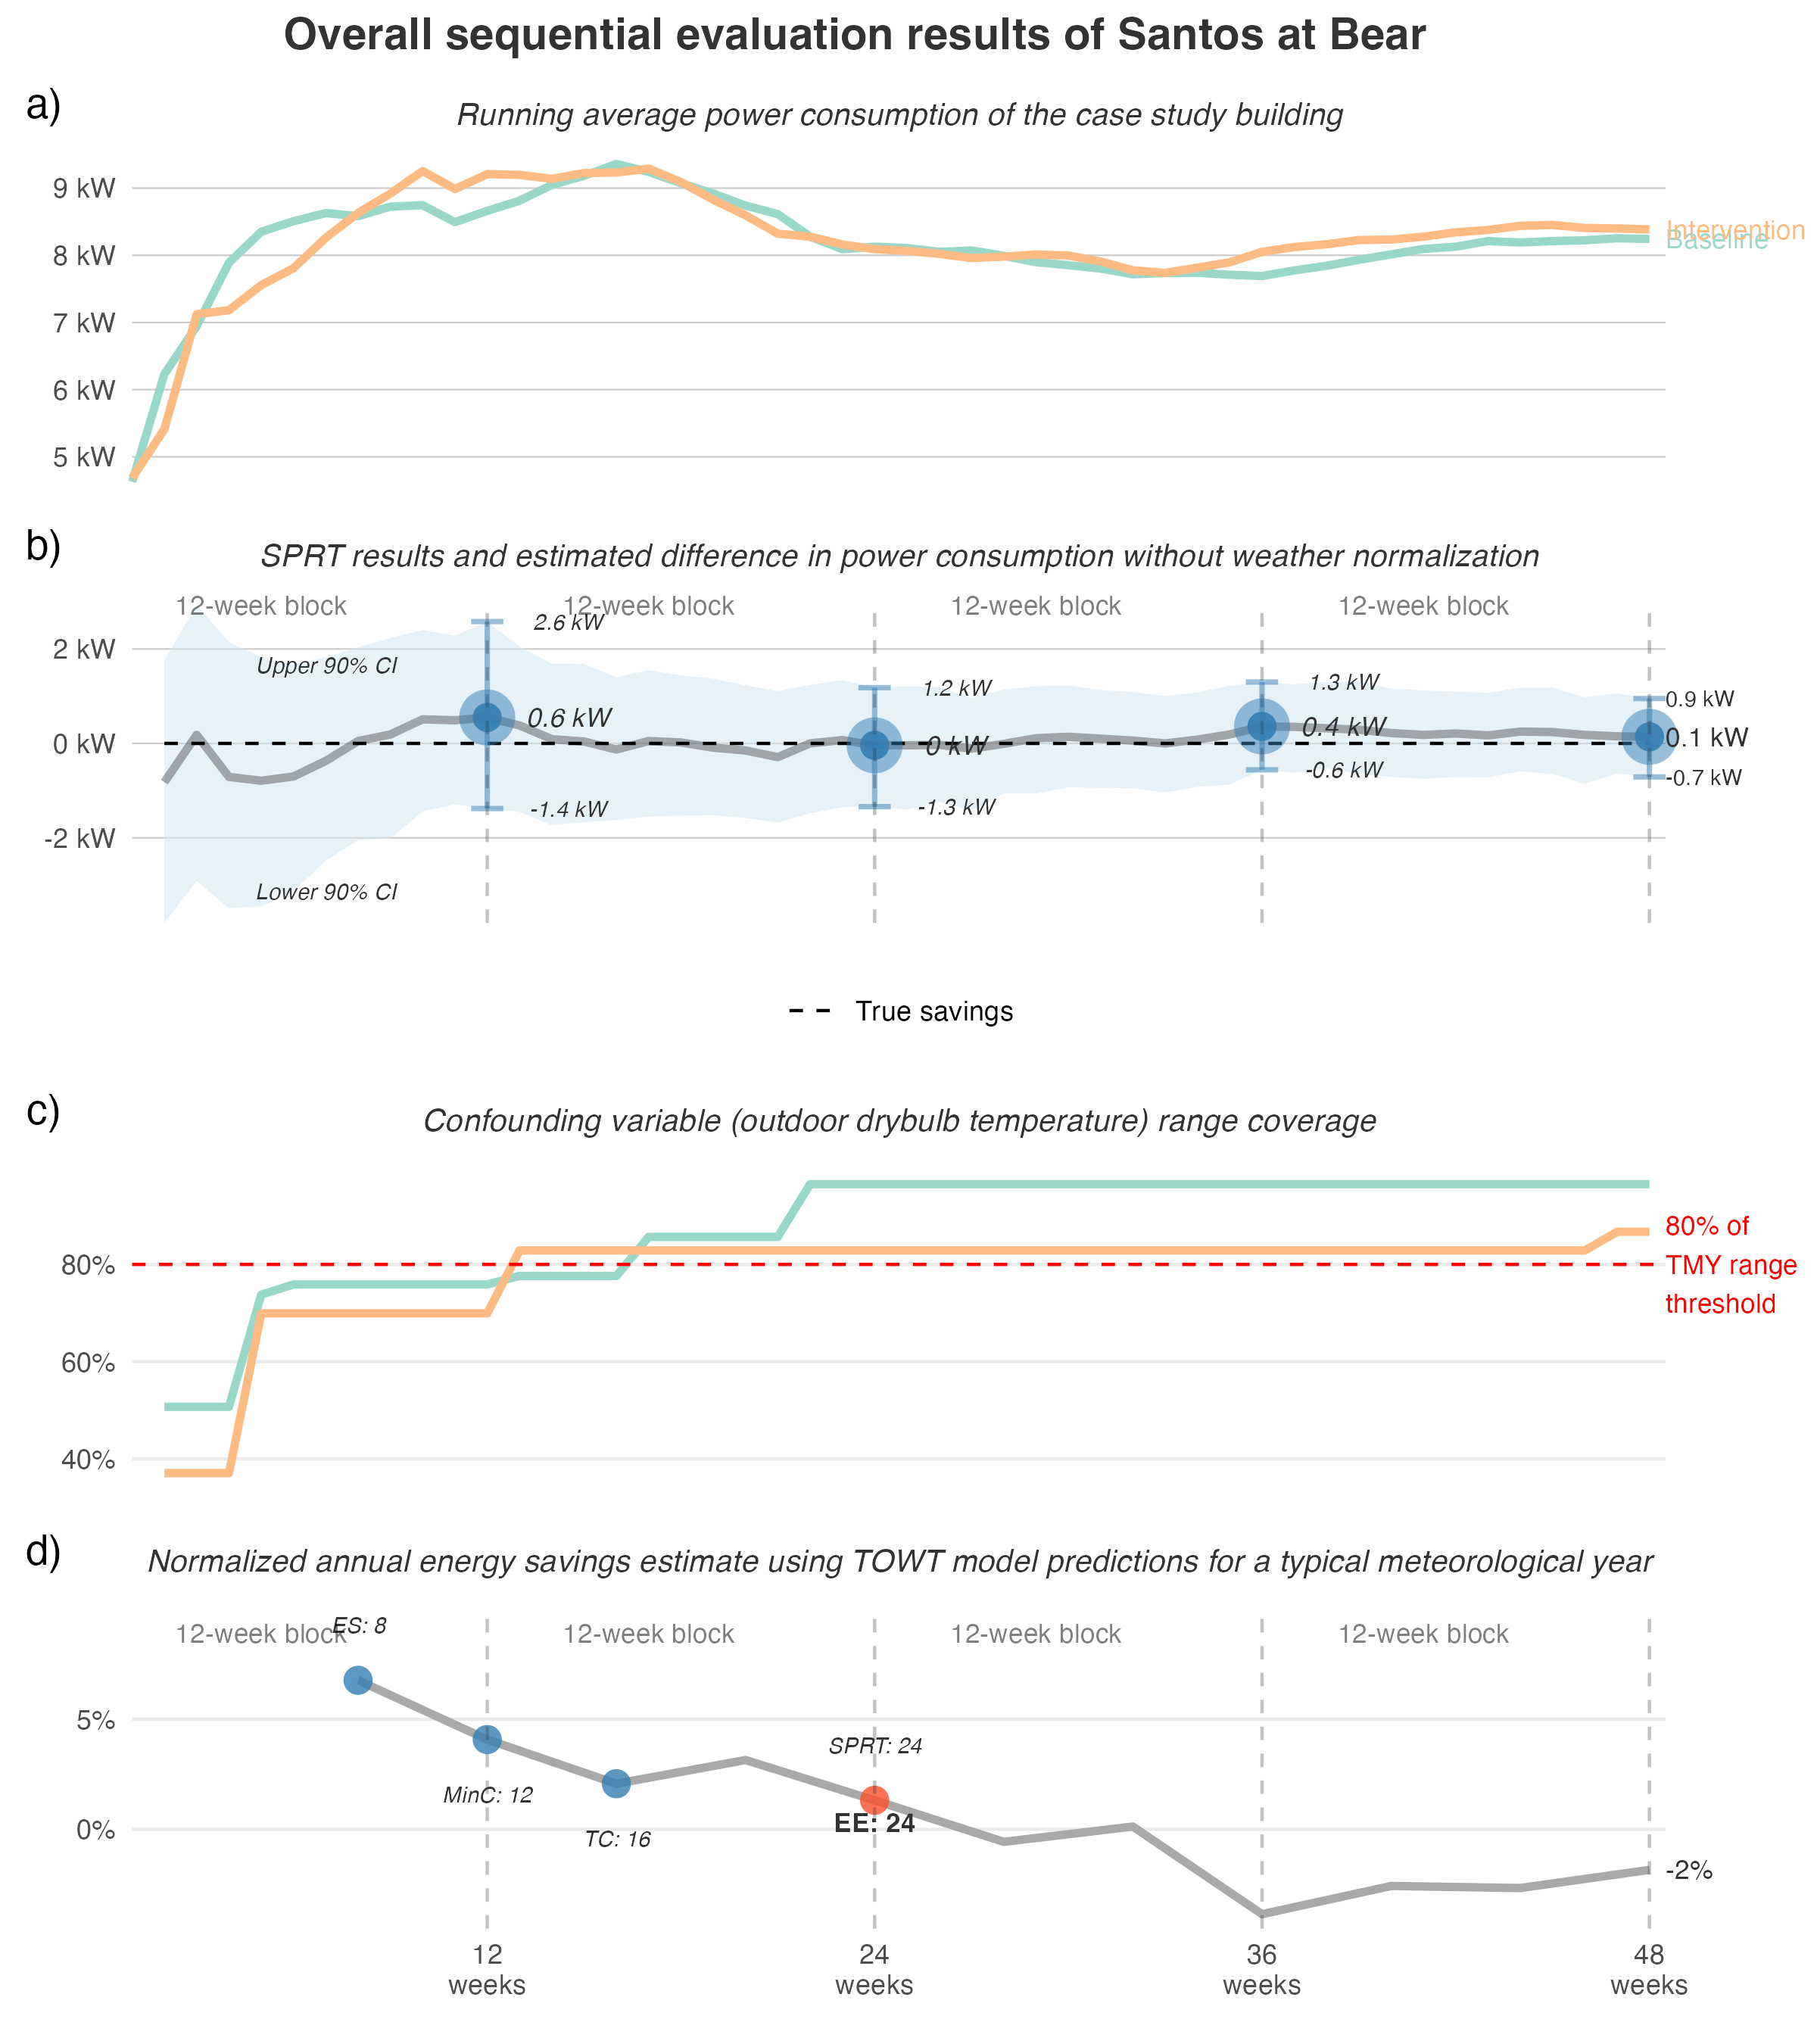 Overall sequential evaluation results of Santos at Bear
a)
Running average power consumption of the case study building
9 kW
8 kW
7 kW
6 kW
5 kW
Intervention
Baseline
b)
SPRT results and estimated difference in power consumption without weather normalization
12-week block
12-week block
12-week block
12-week block
2 kW
0 kW
-2 kW
Upper 90% CI
Lower 90% CI
2.6 kW
0.6 kW
-1.4 kW
1.2 kW
0 kW
-1.3 kW
1.3 kW
0.4 kW
-0.6 kW
0.9 kW
0.1 kW
-0.7 kW
True savings
c)
Confounding variable (outdoor drybulb temperature) range coverage
80%
60%
40%
80% of
TMY range
threshold
d)
Normalized annual energy savings estimate using TOWT model predictions for a typical meteorological year
12-week block
12-week block
12-week block
12-week block
ES: 8
5%
0%
MinC: 12
TC: 16
SPRT: 24
EE: 24
-2%
12
weeks
24
weeks
36
weeks
48
weeks